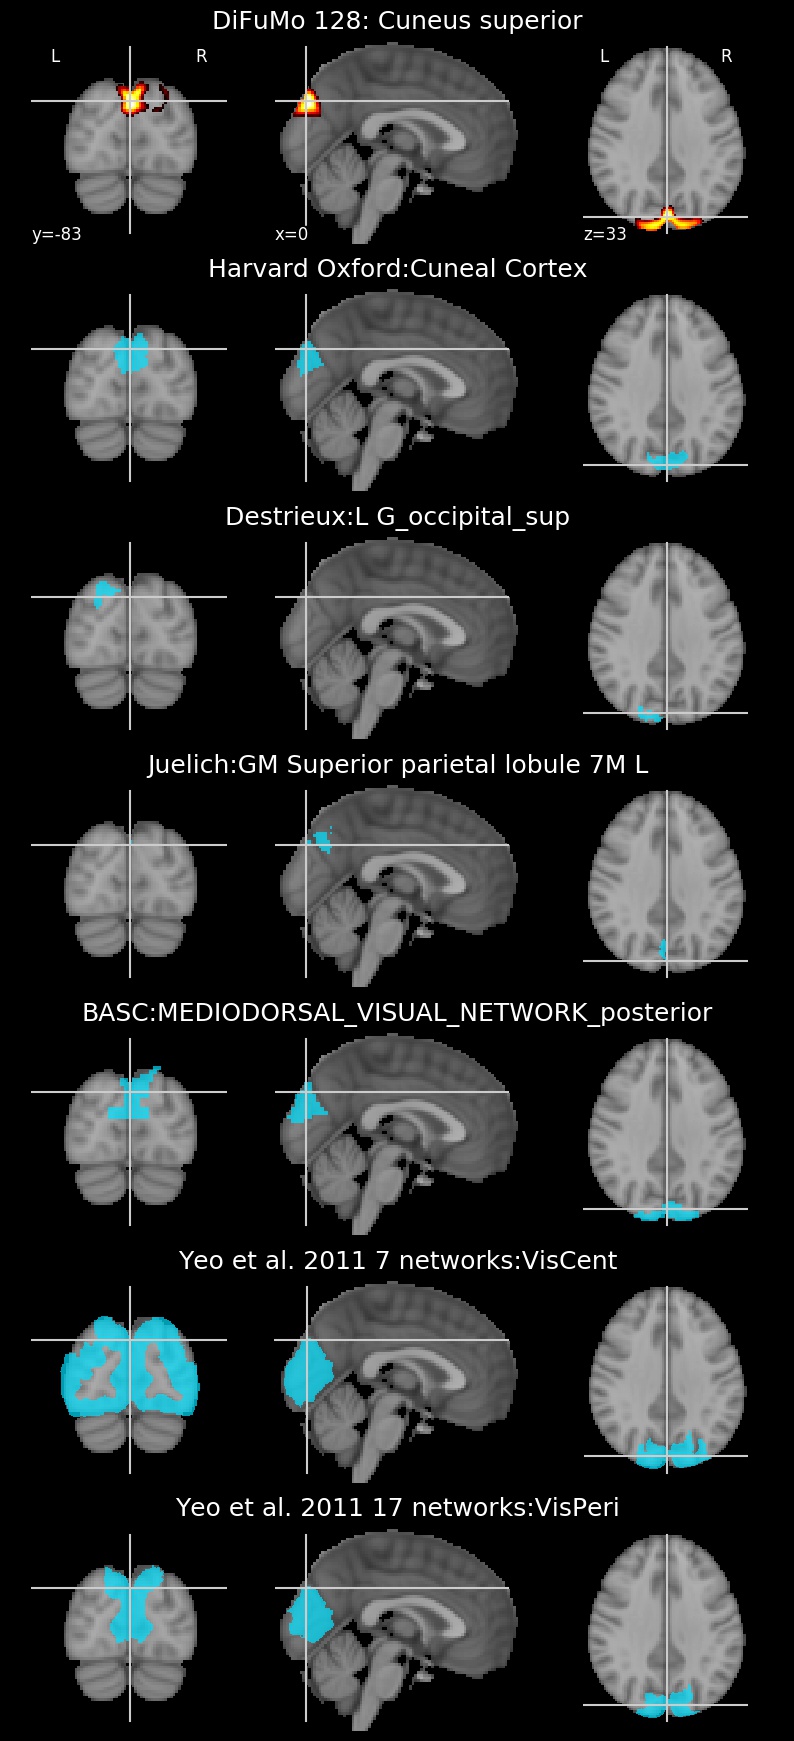 DiFuMo 128: Cuneus superior
L R L R
y=-83 x=0 z=33
Harvard Oxford:Cuneal Cortex
Destrieux:L G_occipital_sup
Juelich:GM Superior parietal lobule 7M L
BASC:MEDIODORSAL_VISUAL_NETWORK_posterior
Yeo et al. 2011 7 networks:VisCent
Yeo et al. 2011 17 networks:VisPeri